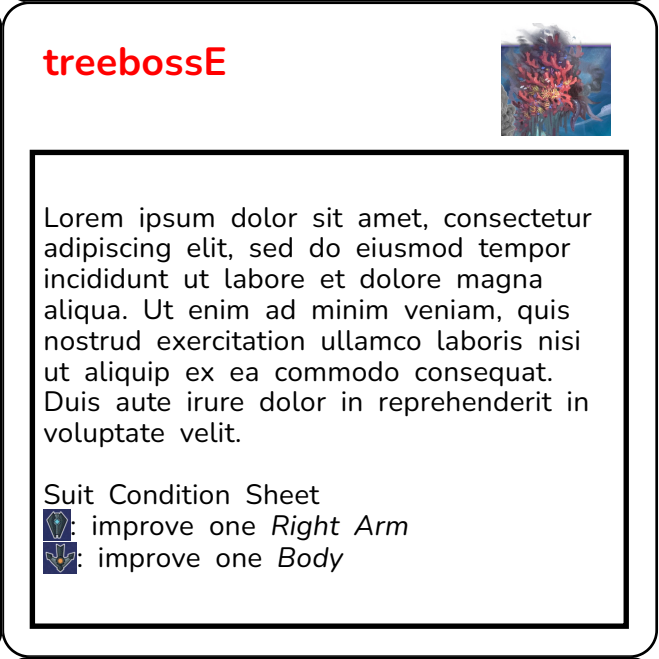 treebossE
Lorem ipsum dolor sit amet, consectetur
adipiscing elit, sed do eiusmod tempor
incididunt ut labore et dolore magna
aliqua. Ut enim ad minim veniam, quis
nostrud exercitation ullamco laboris nisi
ut aliquip ex ea commodo consequat.
Duis aute irure dolor in reprehenderit in
voluptate velit.
Suit Condition Sheet
: improve one Right Arm
: improve one Body